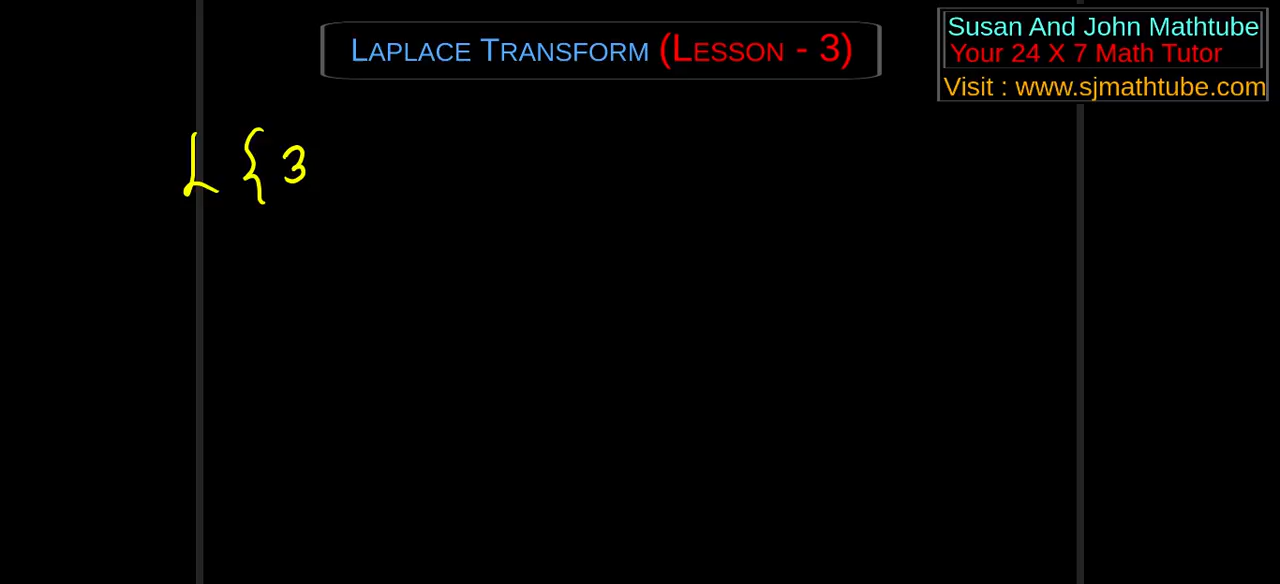 LAPLACE TRANSFORM (LESSON - 3)
Susan And John Mathtube
Your 24 X 7 Math Tutor
Visit : www.sjmathtube.com
L { 3